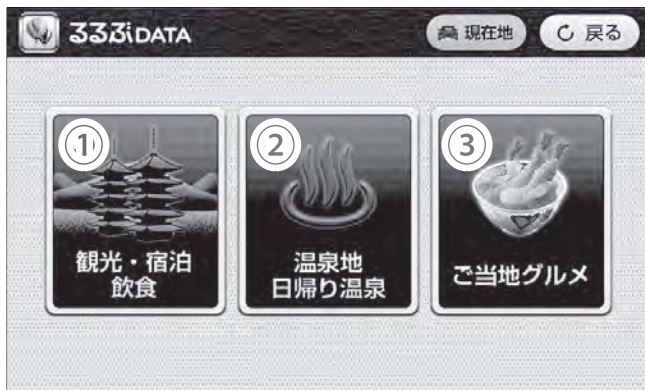 るるぶDATA
現在地
戻る
①
②
③
観光・宿泊
飲食
温泉地
日帰り温泉
ご当地グルメ